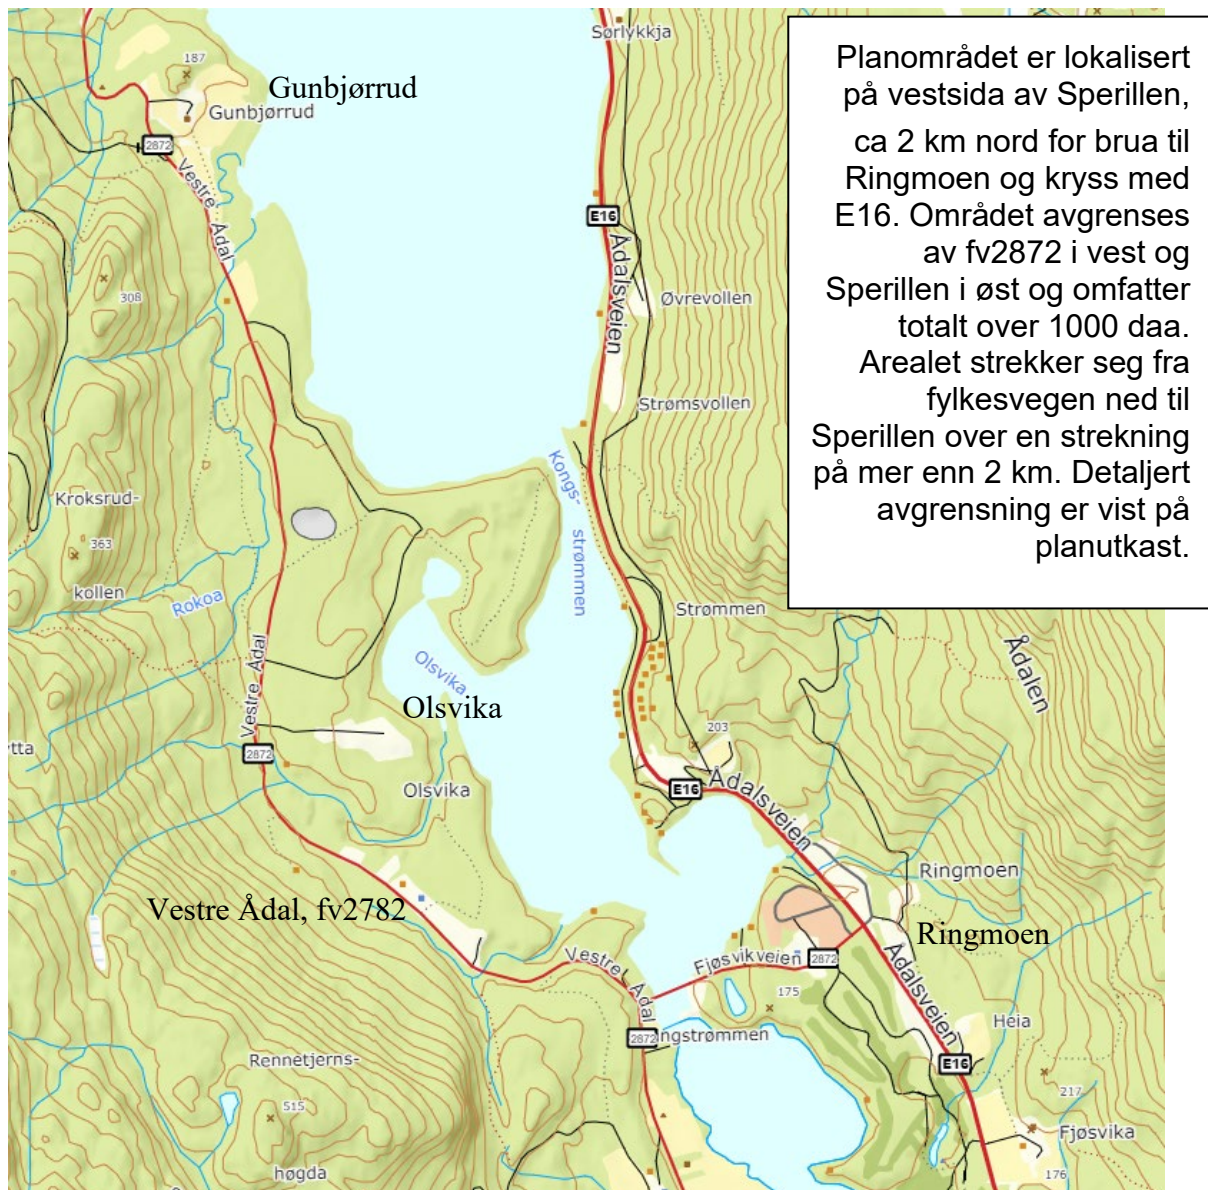 Planområdet er lokalisert
på vestsida av Sperillen,
ca 2 km nord for brua til
Ringmoen og kryss med
E16. Området avgrenses
av fv2872 i vest og
Sperillen i øst og omfatter
totalt over 1000 daa.
Arealet strekker seg fra
fylkesvegen ned til
Sperillen over en strekning
på mer enn 2 km. Detaljert
avgrensning er vist på
planutkast.
Sørlykkja
187
Gunbjørrud
Gunbjørrud
2872
Vestre Ådal
E16
Ådalsveien
308
Øvrevollen
Strømsvollen
Kongs-
strømmen
Kroksrud-
363
kollen
Rokoa
Strømmen
Ådalen
Vestre Ådal
Olsvika
Olsvika
203
ytta
2872
Olsvika
E16
Ådalsveien
Ringmoen
Vestre Ådal, fv2782
Ringmoen
Vestre Ådal
Fjøsvikveien
2872
Ådalsveien
175
Heia
2872
ngstrømmen
E16
Rennetjerns-
515
217
Fjøsvika
høgda
176